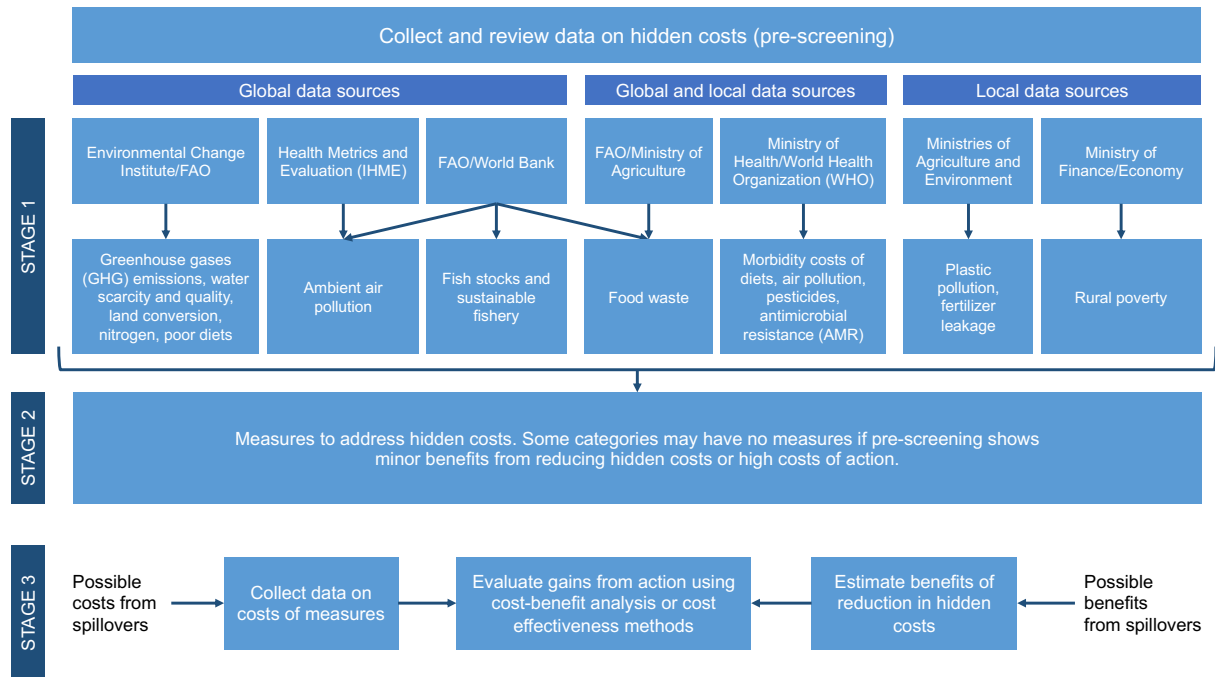 Collect and review data on hidden costs (pre-screening)
Global data sources
Global and local data sources
Local data sources
STAGE 1
Environmental Change
Institute/FAO
Health Metrics and
Evaluation (IHME)
FAO/World Bank
FAO/Ministry of
Agriculture
Ministry of
Health/World Health
Organization (WHO)
Ministries of
Agriculture and
Environment
Ministry of
Finance/Economy
Greenhouse gases
(GHG) emissions, water
scarcity and quality,
land conversion,
nitrogen, poor diets
Ambient air
pollution
Fish stocks and
sustainable
fishery
Food waste
Morbidity costs of
diets, air pollution,
pesticides,
antimicrobial
resistance (AMR)
Plastic
pollution,
fertilizer
leakage
Rural poverty
STAGE 2
Measures to address hidden costs. Some categories may have no measures if pre-screening shows
minor benefits from reducing hidden costs or high costs of action.
STAGE 3
Possible
costs from
spillovers
Collect data on
costs of measures
Evaluate gains from action using
cost-benefit analysis or cost
effectiveness methods
Estimate benefits of
reduction in hidden
costs
Possible
benefits
from spillovers